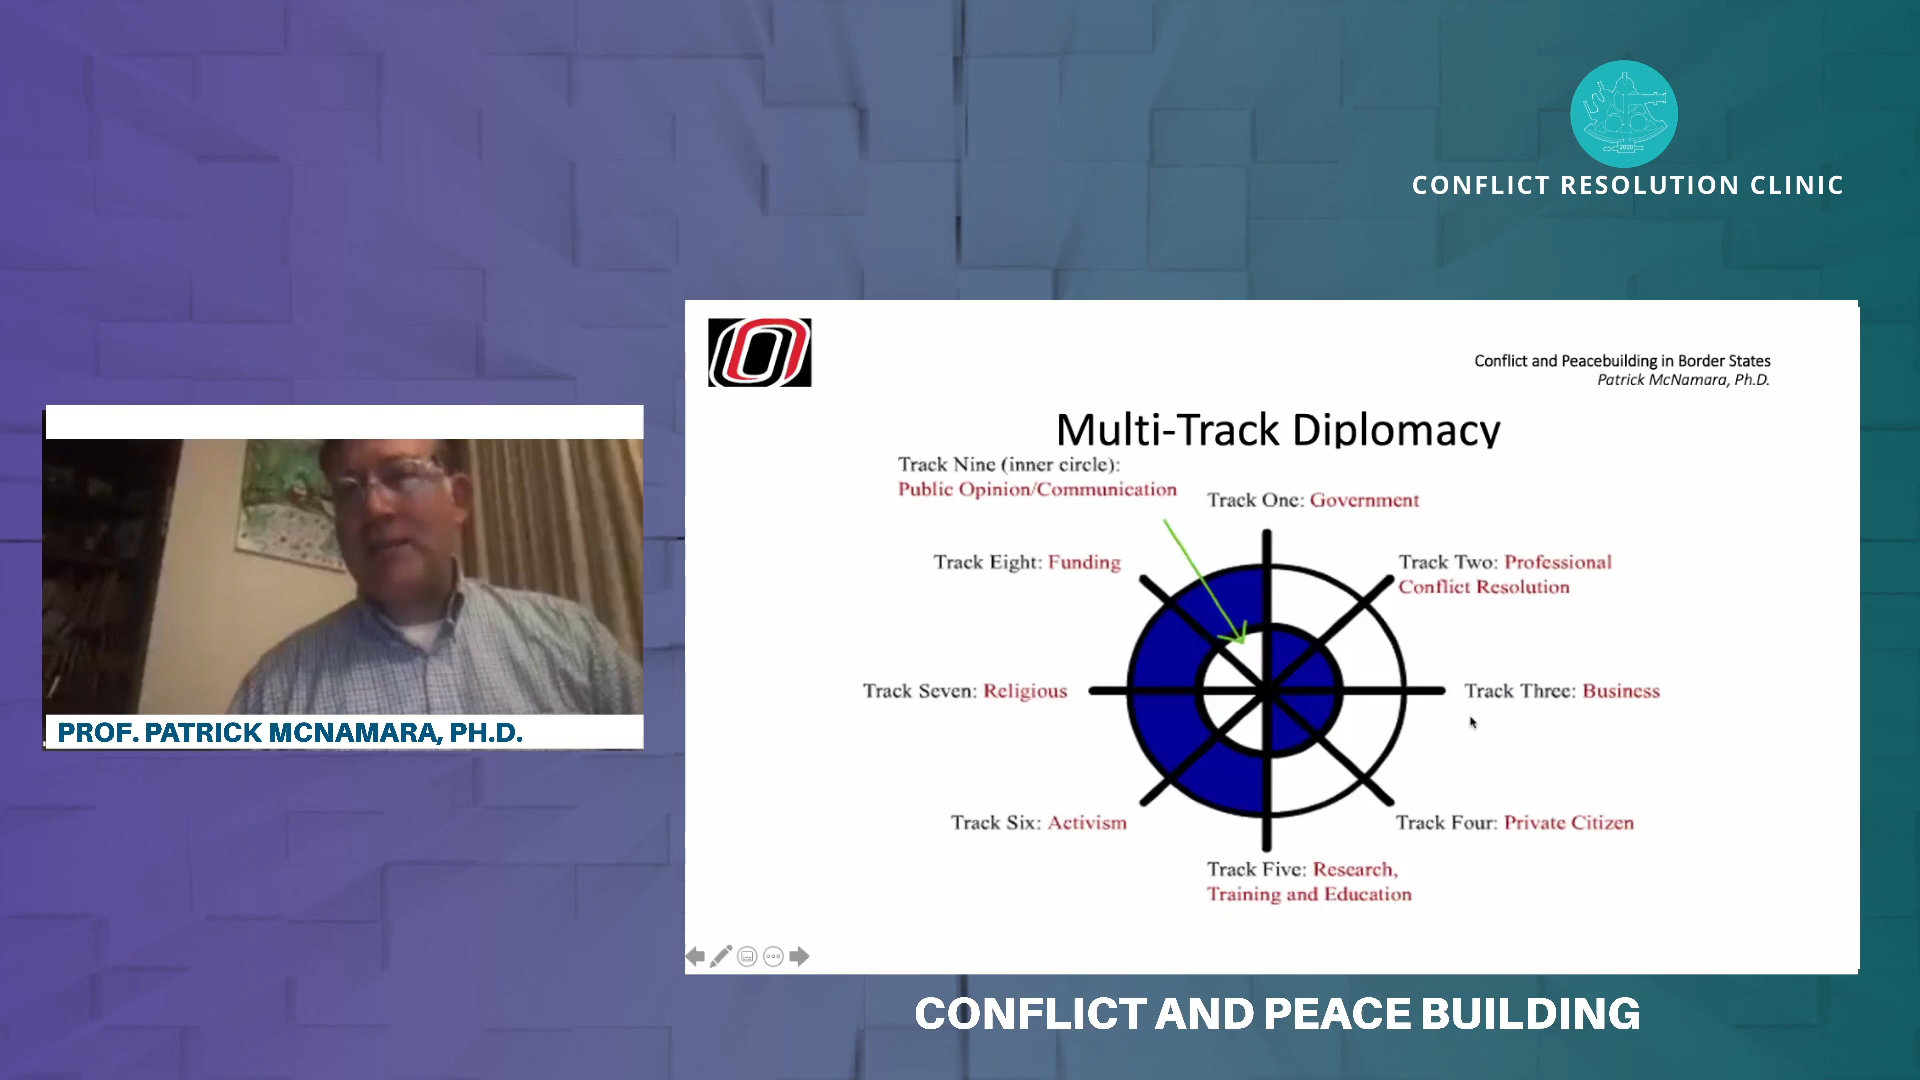 2020
CONFLICT RESOLUTION CLINIC
Conflict and Peacebuilding in Border States
Patrick McNamara, Ph.D.
Multi-Track Diplomacy
Track Nine (inner circle):
Public Opinion/Communication
Track One: Government
Track Eight: Funding
Track Two: Professional
Conflict Resolution
Track Seven: Religious
Track Three: Business
Track Six: Activism
Track Four: Private Citizen
Track Five: Research,
Training and Education
PROF. PATRICK MCNAMARA, PH.D.
CONFLICT AND PEACE BUILDING